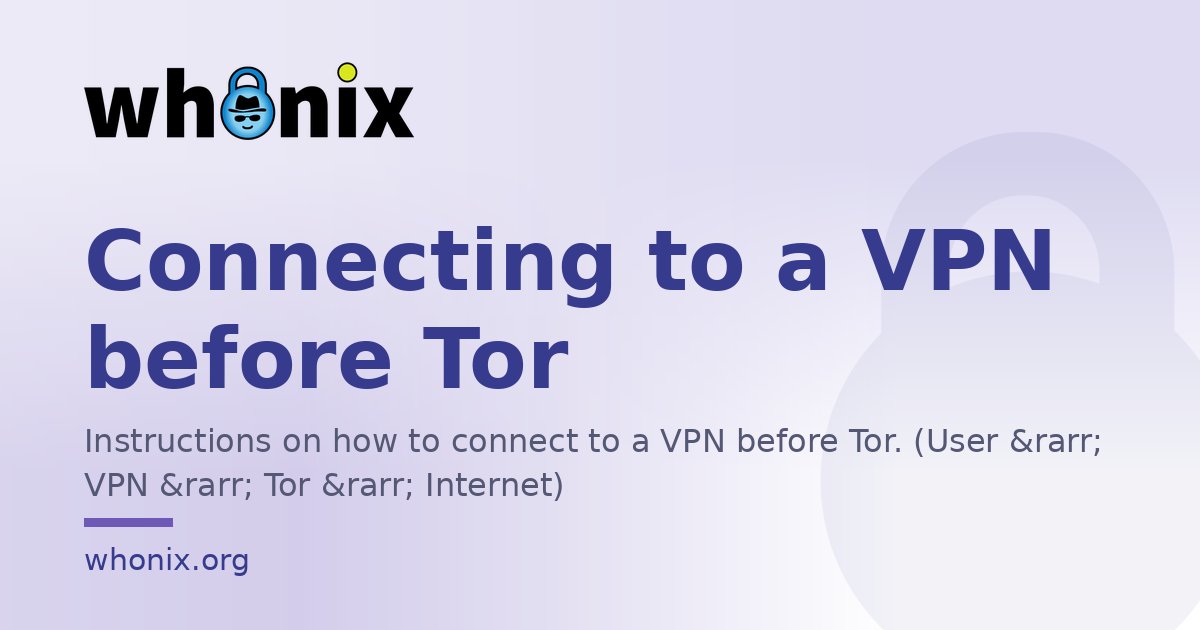 whonix
Connecting to a VPN
before Tor
Instructions on how to connect to a VPN before Tor. (User &rarr;
VPN &rarr; Tor &rarr; Internet)
whonix.org